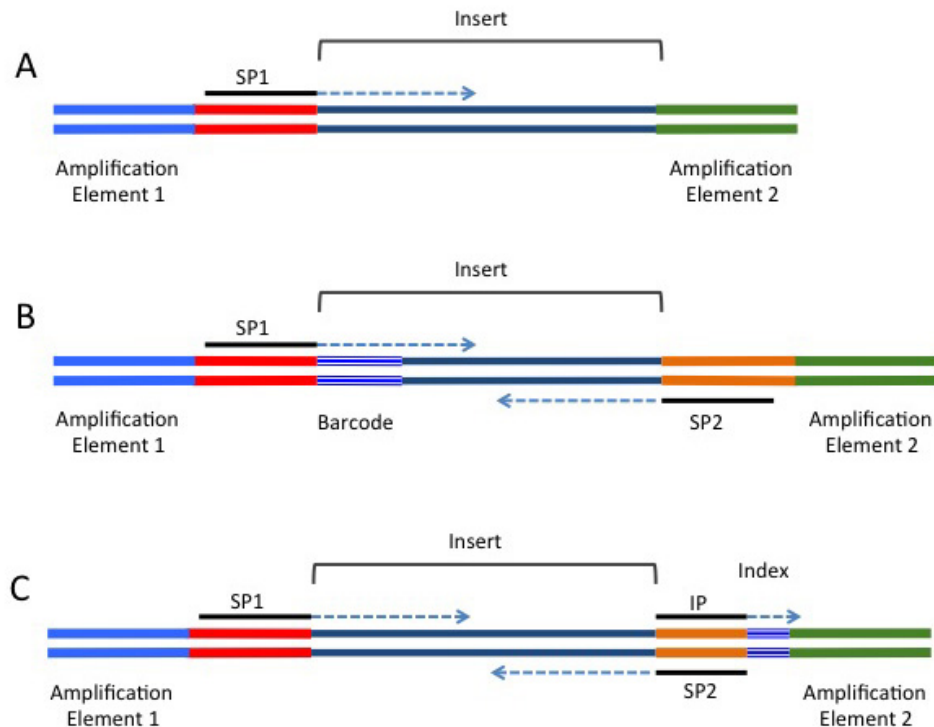 Insert
A
SP1
Amplification
Element 1
Amplification
Element 2
Insert
B
SP1
Amplification
Element 1
Barcode
SP2
Amplification
Element 2
Insert
Index
C
SP1
IP
Amplification
Element 1
SP2
Amplification
Element 2